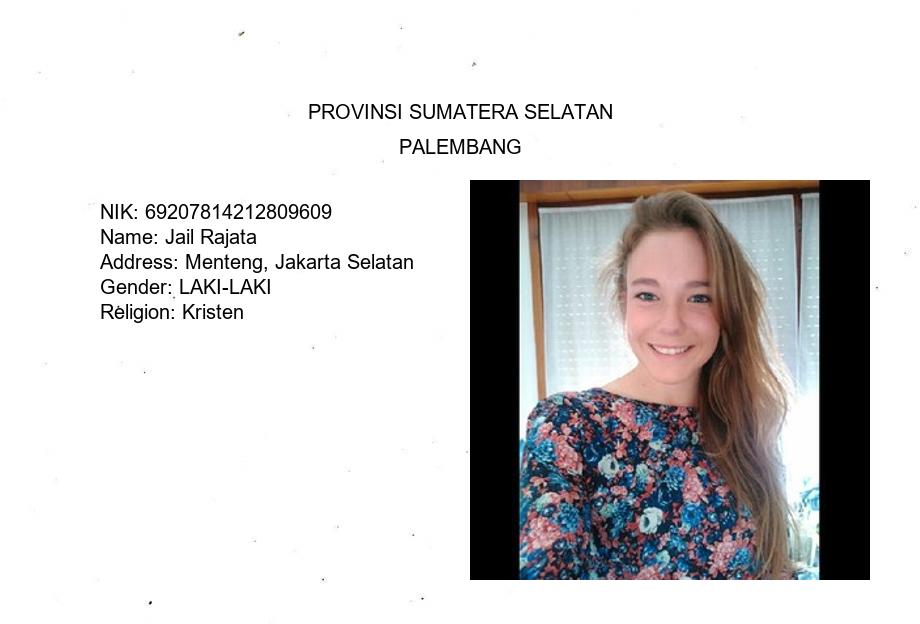 PROVINSI SUMATERA SELATAN
PALEMBANG
NIK: 69207814212809609
Name: Jail Rajata
Address: Menteng, Jakarta Selatan
Gender: LAKI-LAKI
Religion: Kristen